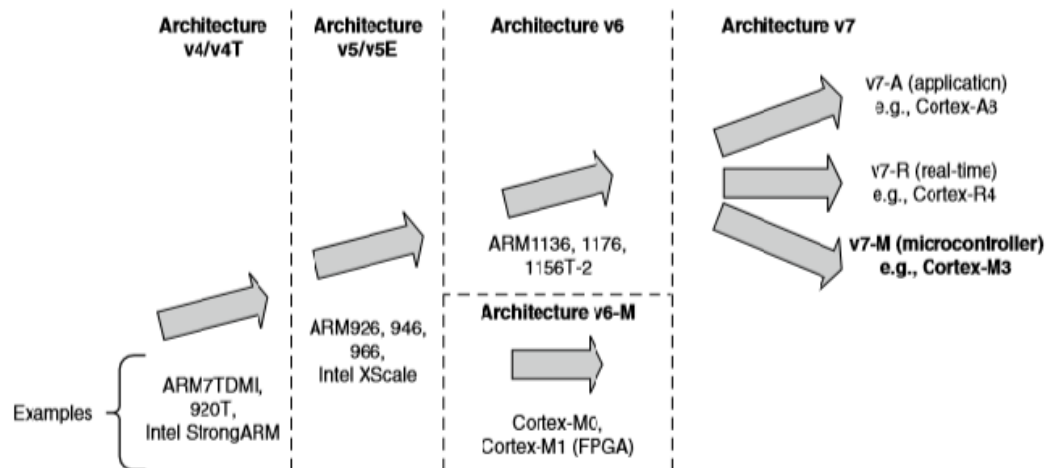 Architecture
v4/v4T
Architecture
v5/v5E
Architecture v6
Architecture v7
v7-A (application)
e.g., Cortex-A8
v7-R (real-time)
e.g., Cortex-R4
v7-M (microcontroller)
e.g., Cortex-M3
ARM1136, 1176,
1156T-2
Architecture v6-M
Cortex-M0,
Cortex-M1 (FPGA)
ARM926, 946,
966,
Intel XScale
Examples
ARM7TDMI,
920T,
Intel StrongARM